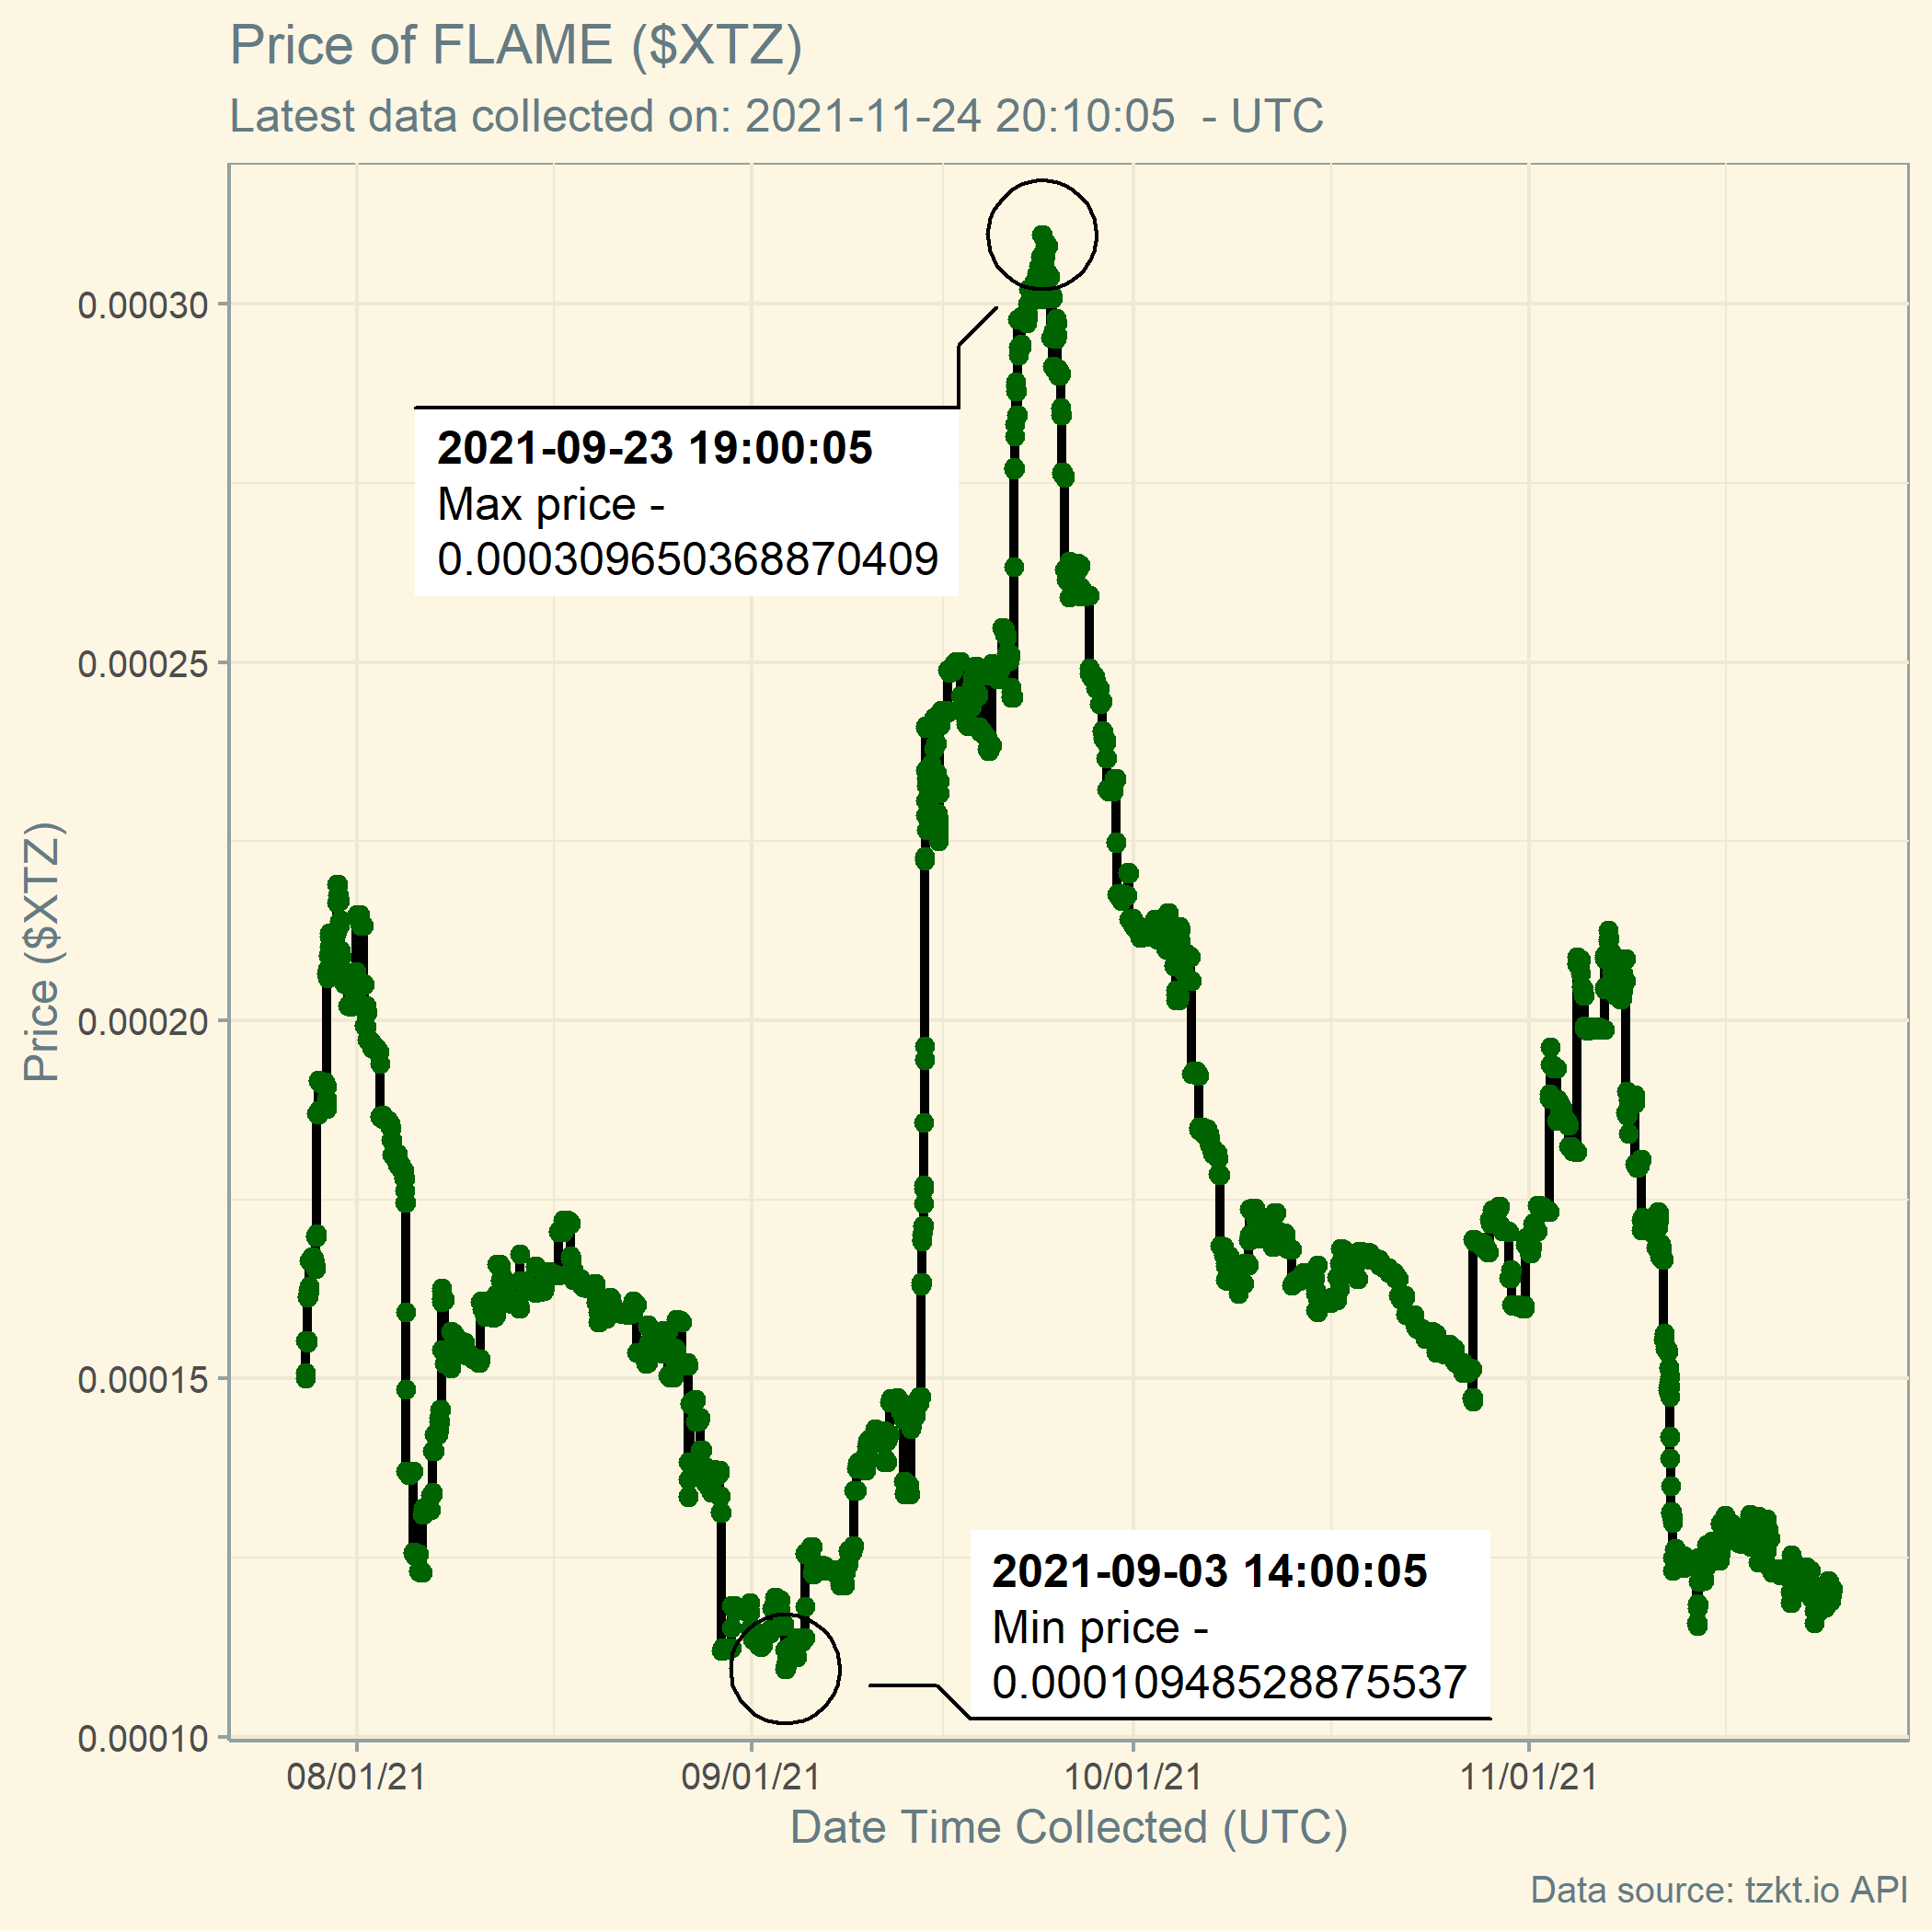 Price of FLAME ($XTZ)
Latest data collected on: 2021-11-24 20:10:05  - UTC
0.00030
0.00025
0.00020
0.00015
0.00010
Price ($XTZ)
2021-09-23 19:00:05
Max price -
0.000309650368870409
2021-09-03 14:00:05
Min price -
0.000109485288755537
08/01/21
09/01/21
10/01/21
11/01/21
Date Time Collected (UTC)
Data source: tzkt.io API